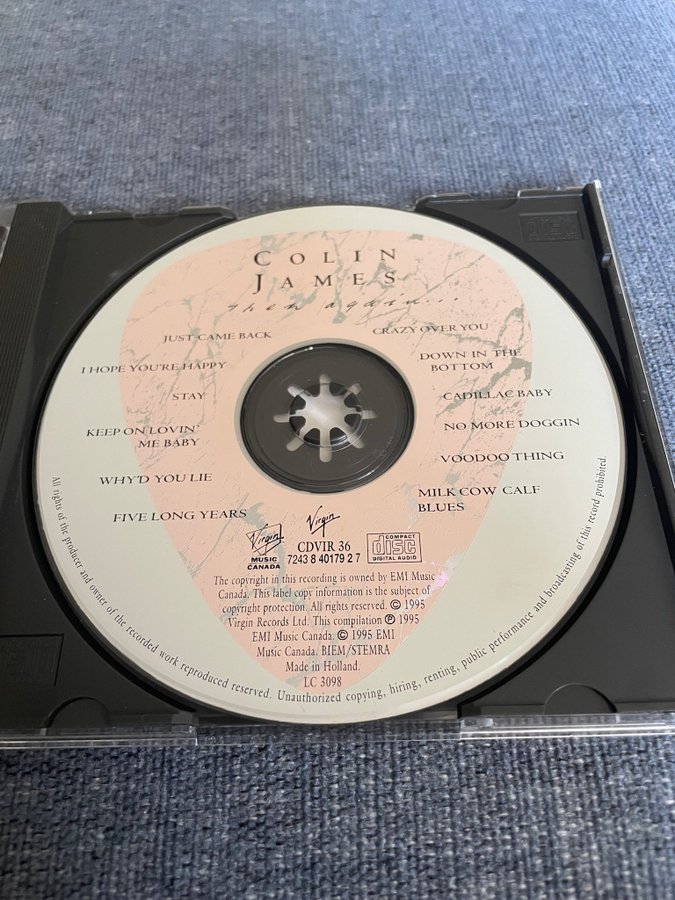 COLIN
JAMES
then again...
JUST CAME BACK
I HOPE YOU'RE HAPPY
STAY
KEEP ON LOVIN'
ME BABY
WHY'D YOU LIE
FIVE LONG YEARS
CRAZY OVER YOU
DOWN IN THE
BOTTOM
CADILLAC BABY
NO MORE DOGGIN
VOODOO THING
MILK COW CALF
BLUES
Virgin
MUSIC
CANADA
Virgin
CDVIR 36
7243 8 40179 2 7
COMPACT
disc
DIGITAL AUDIO
The copyright in this recording is owned by EMI Music
Canada. This label copy information is the subject of
copyright protection. All rights reserved. © 1995
Virgin Records Ltd. This compilation ℗ 1995
EMI Music Canada. © 1995 EMI
Music Canada. BIEM/STEMRA
Made in Holland.
LC 3098
All rights of the producer and owner of the recorded work reproduced reserved. Unauthorized copying, hiring, renting, public performance and broadcasting of this record prohibited.
disc